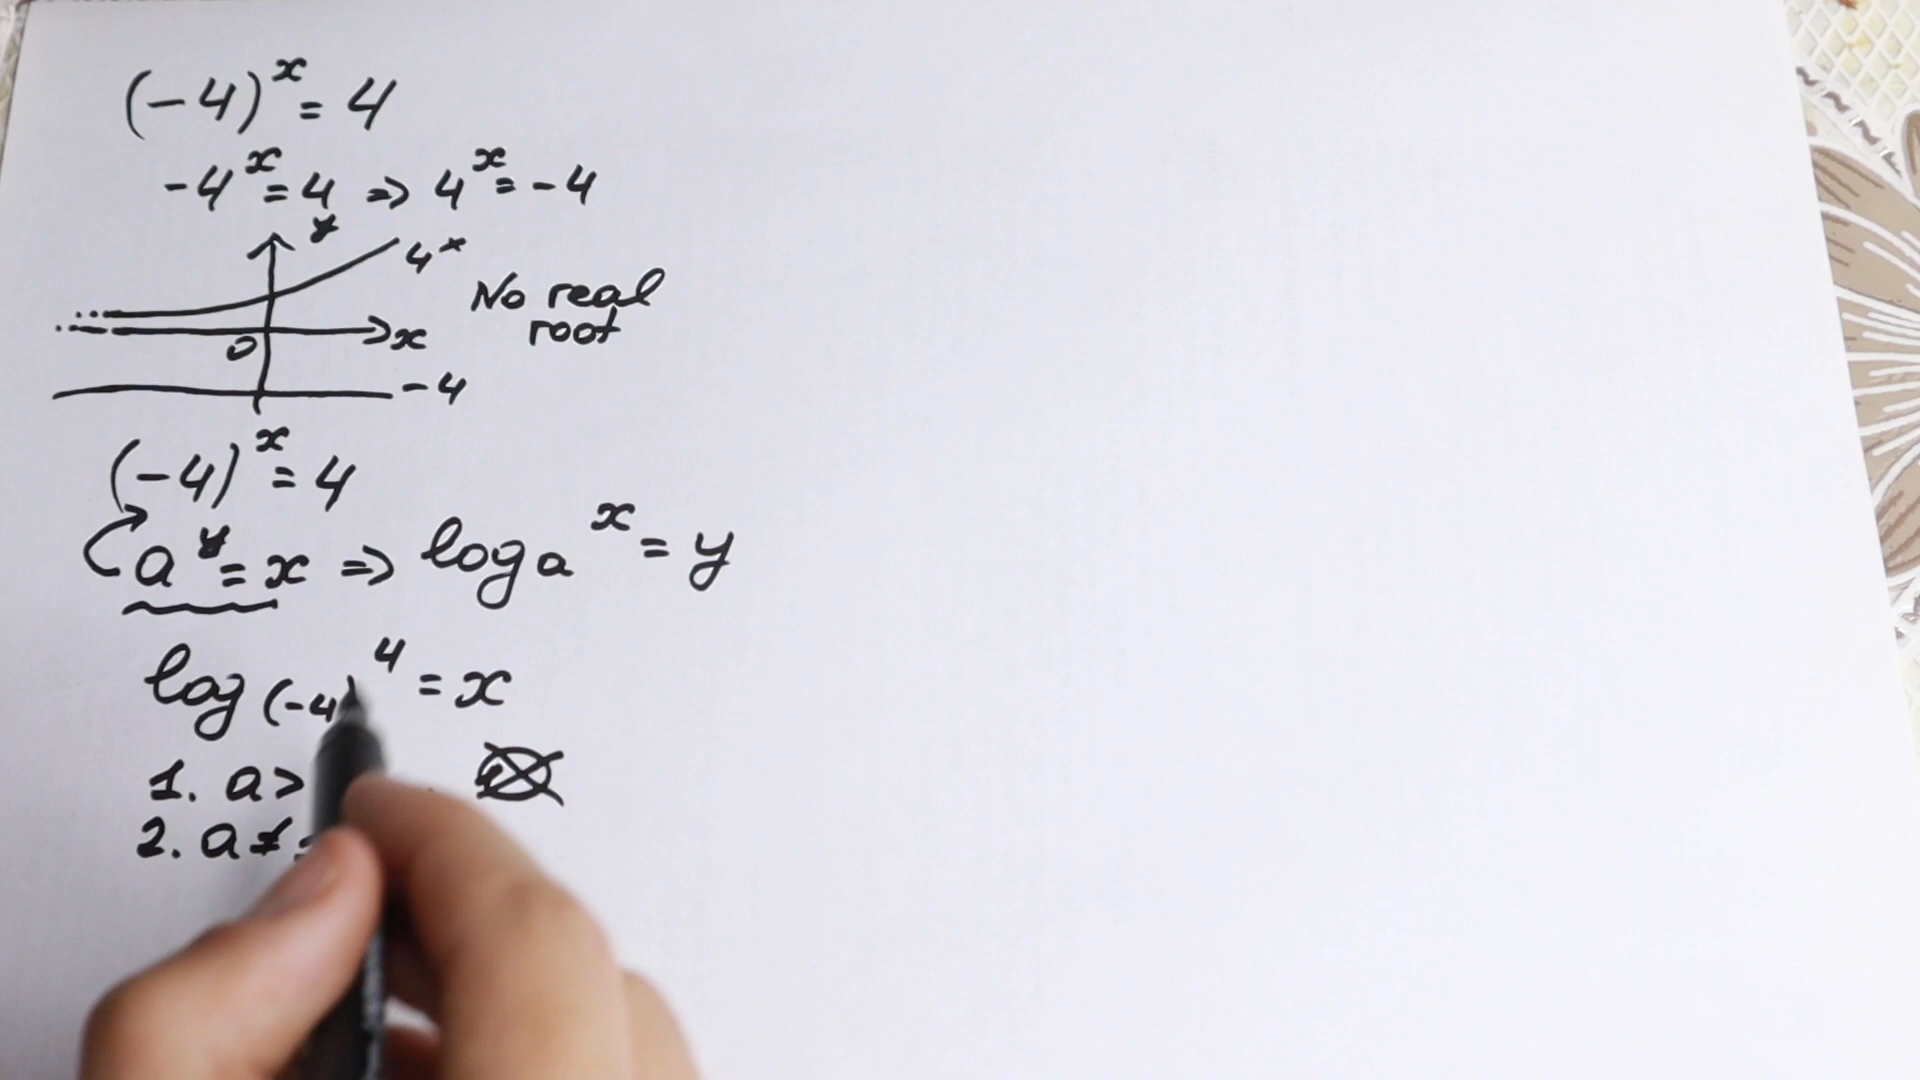 (-4)^x = 4
-4^x = 4 => 4^x = -4
y
4^x
No real
root
x
0
-4
(-4)^x = 4
a^y = x => log_a x = y
log_(-4) 4 = x
1. a>
2. a≠